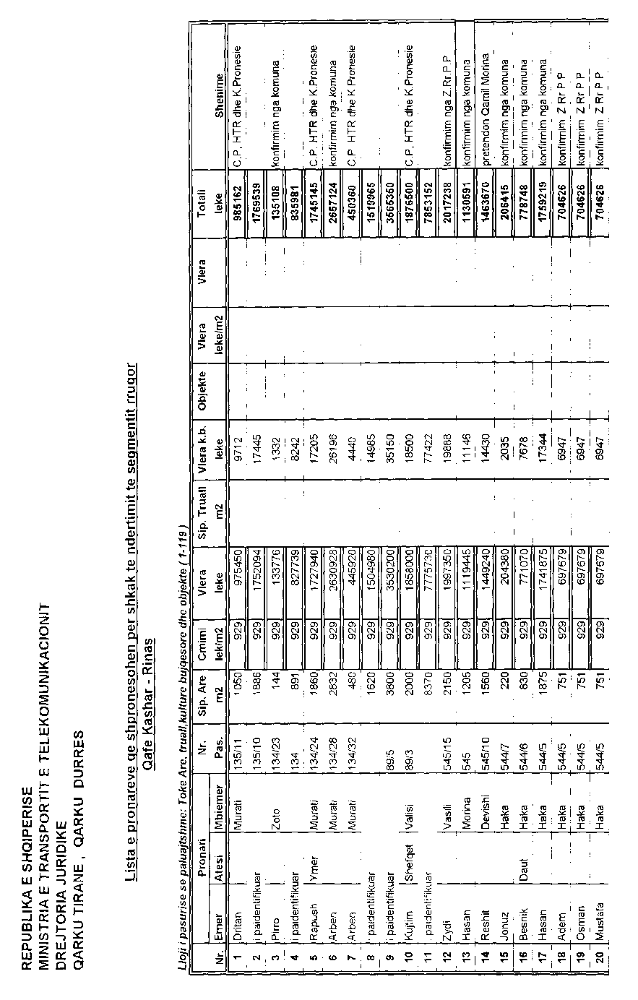 REPUBLIKA E SHQIPERISE
MINISTRIA E TRANSPORTIT E TELEKOMUNIKACIONIT
DREJTORIA JURIDIKE
QARKU TIRANE , QARKU DURRES
Lista e pronareve qe shpronesohen per shkak te ndertimit te segmentit rrugor
Qafe Kashar - Rinas
Lloji i pasurise se paluajtshme: Toke Are, truall,kulture bujqesore dhe objekte ( 1-119 )
Pronari Nr. Sip. Are Cmimi Vlera Sip. Truall Vlera k.b. Objekte Vlera Vlera Totali Shenime
Nr. Emer Atesi Mbiemer Pas. m2 lek/m2 leke m2 leke leke/m2 leke
1 Dritan Murati 135/11 1050 929 975450 9712 985162 C.P, HTR dhe K.Pronesie
2 i paidentifikuar 135/10 1886 929 1752094 17445 1769539
3 Pirro Zoto 134/23 144 929 133776 1332 135108 konfirmim nga komuna
4 i paidentifikuar 134 891 929 827739 8242 835981
5 Rapush Ymer Murati 134/24 1860 929 1727940 17205 1745145 C.P, HTR dhe K.Pronesie
6 Arben Murati 134/28 2832 929 2630928 26196 2657124 konfirmim nga komuna
7 Arben Murati 134/32 480 929 445920 4440 450360 C.P, HTR dhe K.Pronesie
8 i paidentifikuar 1620 929 1504980 14985 1519965
9 i paidentifikuar 89/5 3800 929 3530200 35150 3565350
10 Kujtim Shefqet Vallsi 89/3 2000 929 1858000 18500 1876500 C.P, HTR dhe K.Pronesie
11 i paidentifikuar 8370 929 7775730 77422 7853152
12 Zydi Vasili 545/15 2150 929 1997350 19888 2017238 konfirmim nga Z.Rr.P.P
13 Hasan Morina 545 1205 929 1119445 11146 1130591 konfirmim nga komuna
14 Reshit Devishi 545/10 1560 929 1449240 14430 1463670 pretendon Qamil Morina
15 Jonuz Haka 544/7 220 929 204380 2035 206415 konfirmim nga komuna
16 Besnik Daut Haka 544/6 830 929 771070 7678 778748 konfirmim nga komuna
17 Hasan Haka 544/5 1875 929 1741875 17344 1759219 konfirmim nga komuna
18 Adem Haka 544/5 751 929 697679 6947 704626 konfirmim Z Rr P P
19 Osman Haka 544/5 751 929 697679 6947 704626 konfirmim Z Rr P P
20 Mustafa Haka 544/5 751 929 697679 6947 704626 konfirmim Z Rr P P